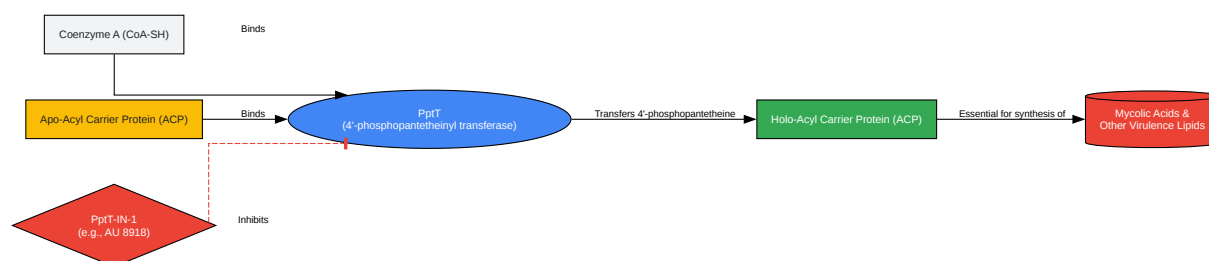 Coenzyme A (CoA-SH)
Binds
Apo-Acyl Carrier Protein (ACP)
Binds
PptT
(4'-phosphopantetheinyl transferase)
Transfers 4'-phosphopantetheine
Holo-Acyl Carrier Protein (ACP)
Essential for synthesis of
Mycolic Acids &
Other Virulence Lipids
PptT-IN-1
(e.g., AU 8918)
Inhibits